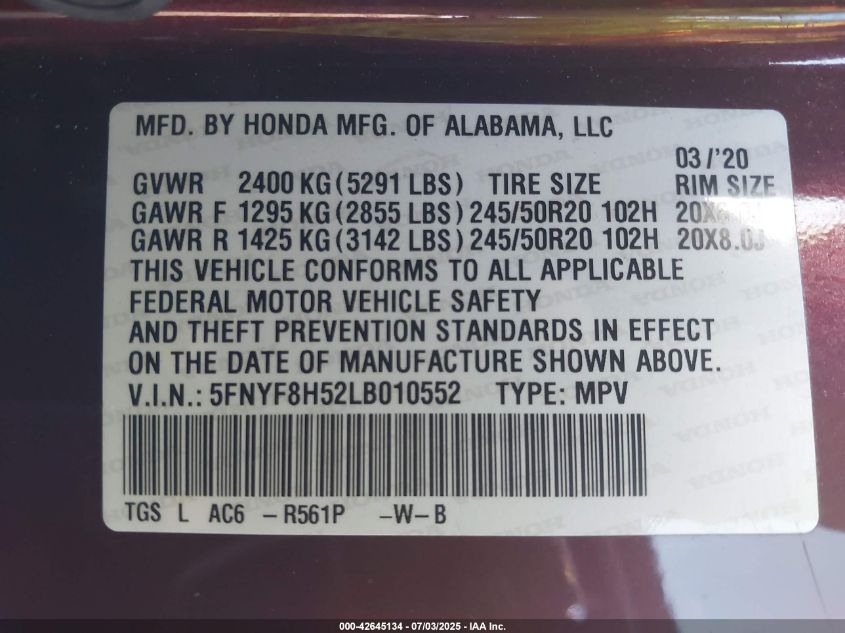 MFD. BY HONDA MFG. OF ALABAMA, LLC
03/'20
GVWR 2400 KG (5291 LBS) TIRE SIZE RIM SIZE
GAWR F 1295 KG (2855 LBS) 245/50R20 102H
GAWR R 1425 KG (3142 LBS) 245/50R20 102H 20X8.0J
THIS VEHICLE CONFORMS TO ALL APPLICABLE
FEDERAL MOTOR VEHICLE SAFETY
AND THEFT PREVENTION STANDARDS IN EFFECT
ON THE DATE OF MANUFACTURE SHOWN ABOVE.
V.I.N.: 5FNYF8H52LB010552 TYPE: MPV
TGS L AC6 -R561P -W-B
000-42645134 - 07/03/2025 - IAA Inc.